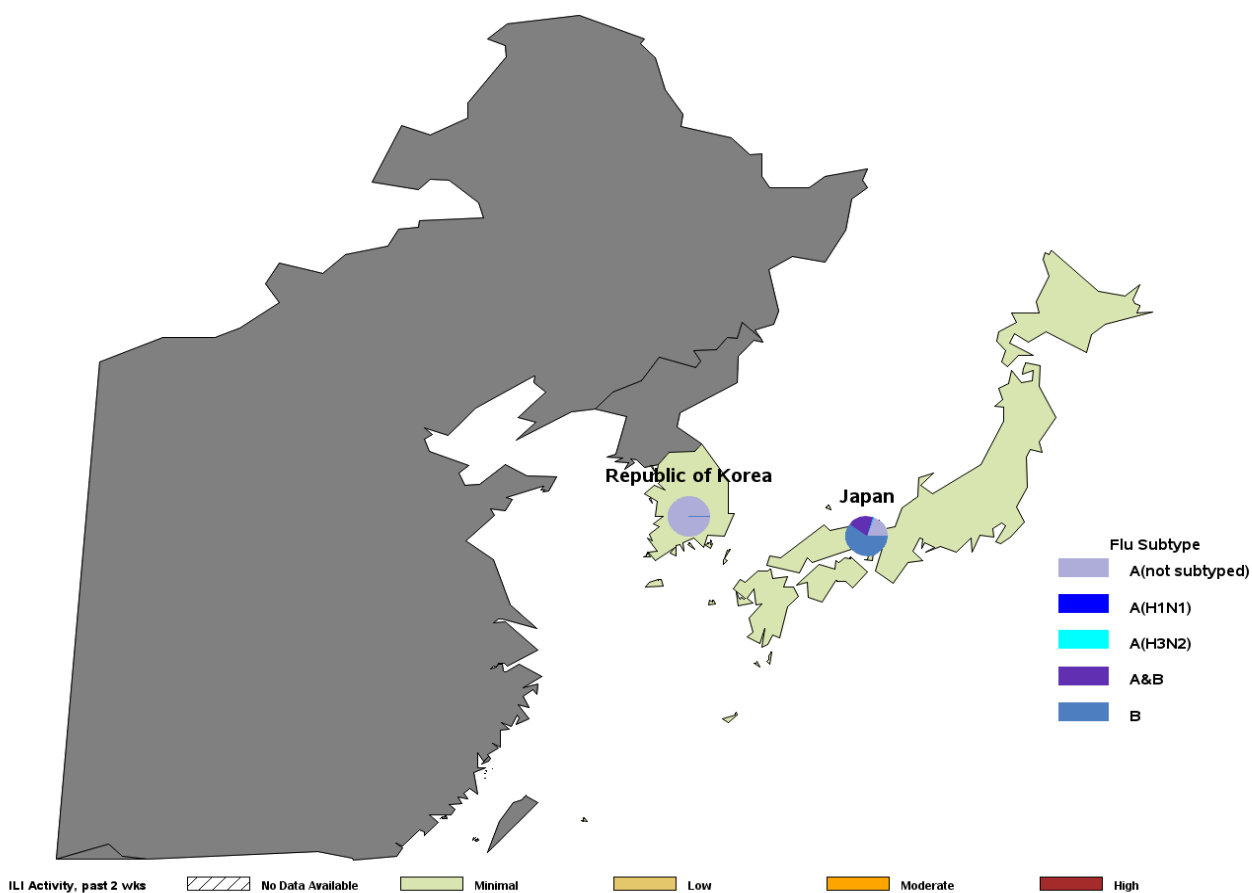 Republic of Korea
Japan
Flu Subtype
A(not subtyped)
A(H1N1)
A(H3N2)
A&B
B
ILI Activity, past 2 wks No Data Available Minimal Low Moderate High